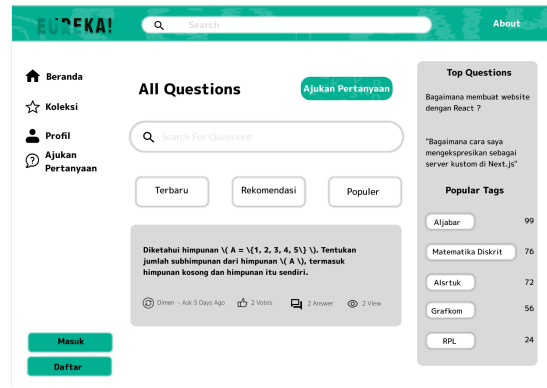 EUREKA!
Search
About
Beranda
Koleksi
Profil
Ajukan
Pertanyaan
Masuk
Daftar
All Questions
Ajukan Pertanyaan
Search For Questions
Terbaru
Rekomendasi
Populer
Diketahui himpunan \( A = \{1, 2, 3, 4, 5\} \). Tentukan
jumlah subhimpunan dari himpunan \( A \), termasuk
himpunan kosong dan himpunan itu sendiri.
Dimen - Ask 5 Days Ago
2 Votes
2 Answer
2 View
Top Questions
Bagaimana membuat website
dengan React ?
"Bagaimana cara saya
mengekspresikan sebagai
server kustom di Next.js"
Popular Tags
Aljabar 99
Matematika Diskrit 76
Alsrtuk 72
Grafkom 56
RPL 24